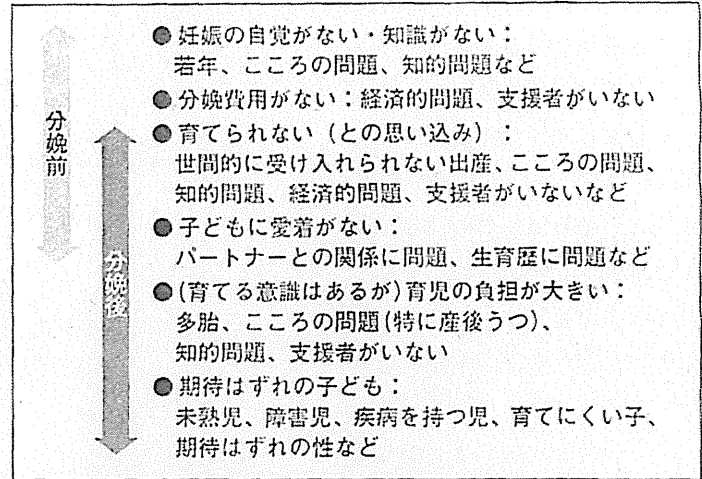 分娩前
分娩後
●妊娠の自覚がない・知識がない：
若年、こころの問題、知的問題など
●分娩費用がない：経済的問題、支援者がいない
●育てられない（との思い込み）：
世間的に受け入れられない出産、こころの問題、
知的問題、経済的問題、支援者がいないなど
●子どもに愛着がない：
パートナーとの関係に問題、生育歴に問題など
●(育てる意識はあるが)育児の負担が大きい：
多胎、こころの問題(特に産後うつ)、
知的問題、支援者がいない
●期待はずれの子ども：
未熟児、障害児、疾病を持つ児、育てにくい子、
期待はずれの性など